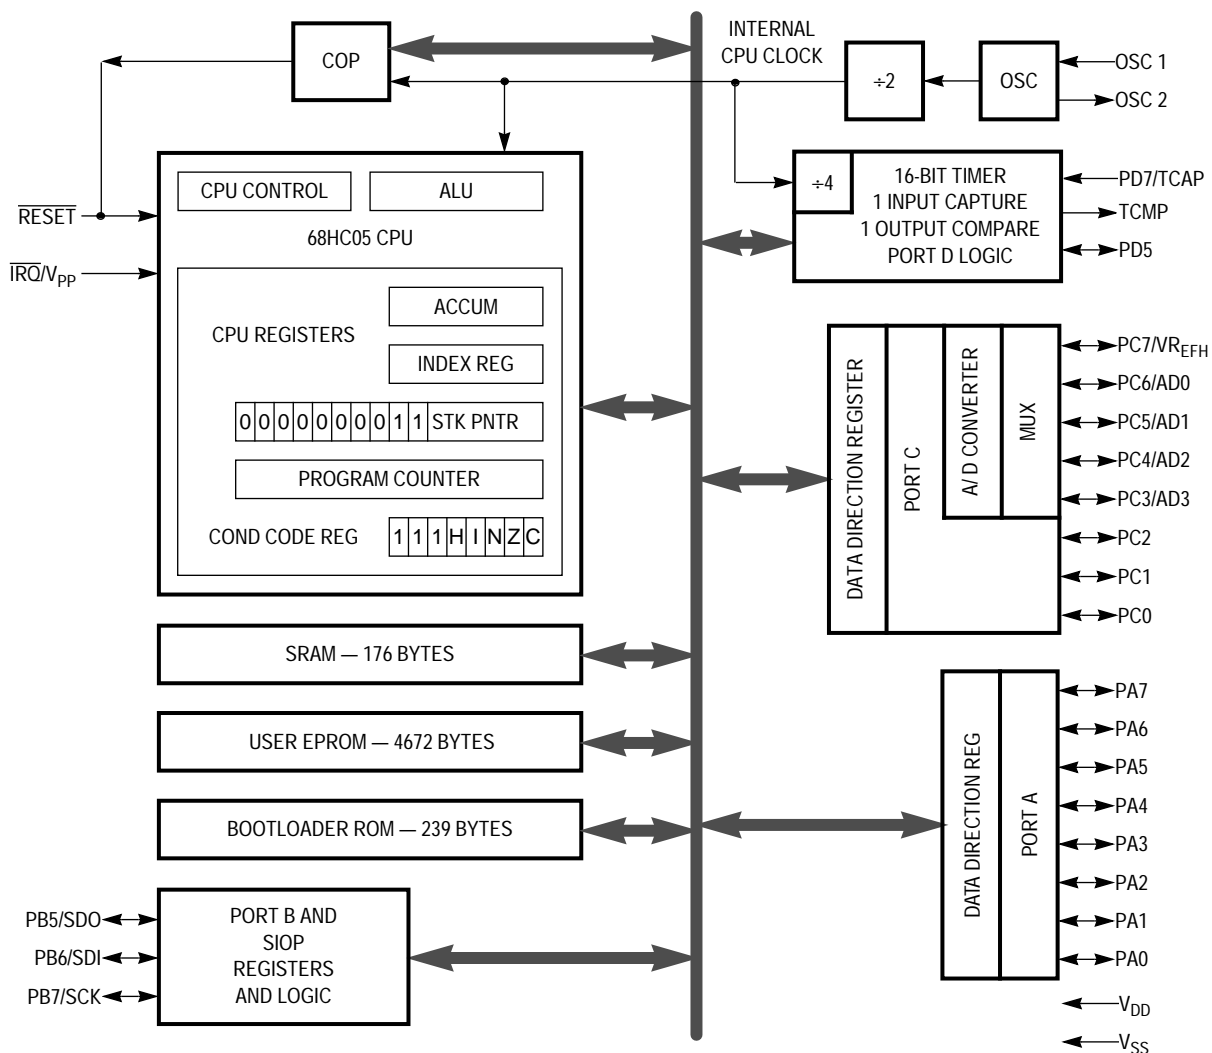 COP
INTERNAL
CPU CLOCK
÷2
OSC
OSC 1
OSC 2
CPU CONTROL
ALU
68HC05 CPU
RESET
IRQ/VPP
CPU REGISTERS
ACCUM
INDEX REG
0 0 0 0 0 0 0 0 1 1 STK PNTR
PROGRAM COUNTER
COND CODE REG
1 1 1 H I N Z C
÷4
16-BIT TIMER
1 INPUT CAPTURE
1 OUTPUT COMPARE
PORT D LOGIC
PD7/TCAP
TCMP
PD5
DATA DIRECTION REGISTER
PORT C
A/D CONVERTER
MUX
PC7/VREFH
PC6/AD0
PC5/AD1
PC4/AD2
PC3/AD3
PC2
PC1
PC0
SRAM — 176 BYTES
USER EPROM — 4672 BYTES
BOOTLOADER ROM — 239 BYTES
PORT B AND
SIOP
REGISTERS
AND LOGIC
PB5/SDO
PB6/SDI
PB7/SCK
DATA DIRECTION REG
PORT A
PA7
PA6
PA5
PA4
PA3
PA2
PA1
PA0
VDD
VSS